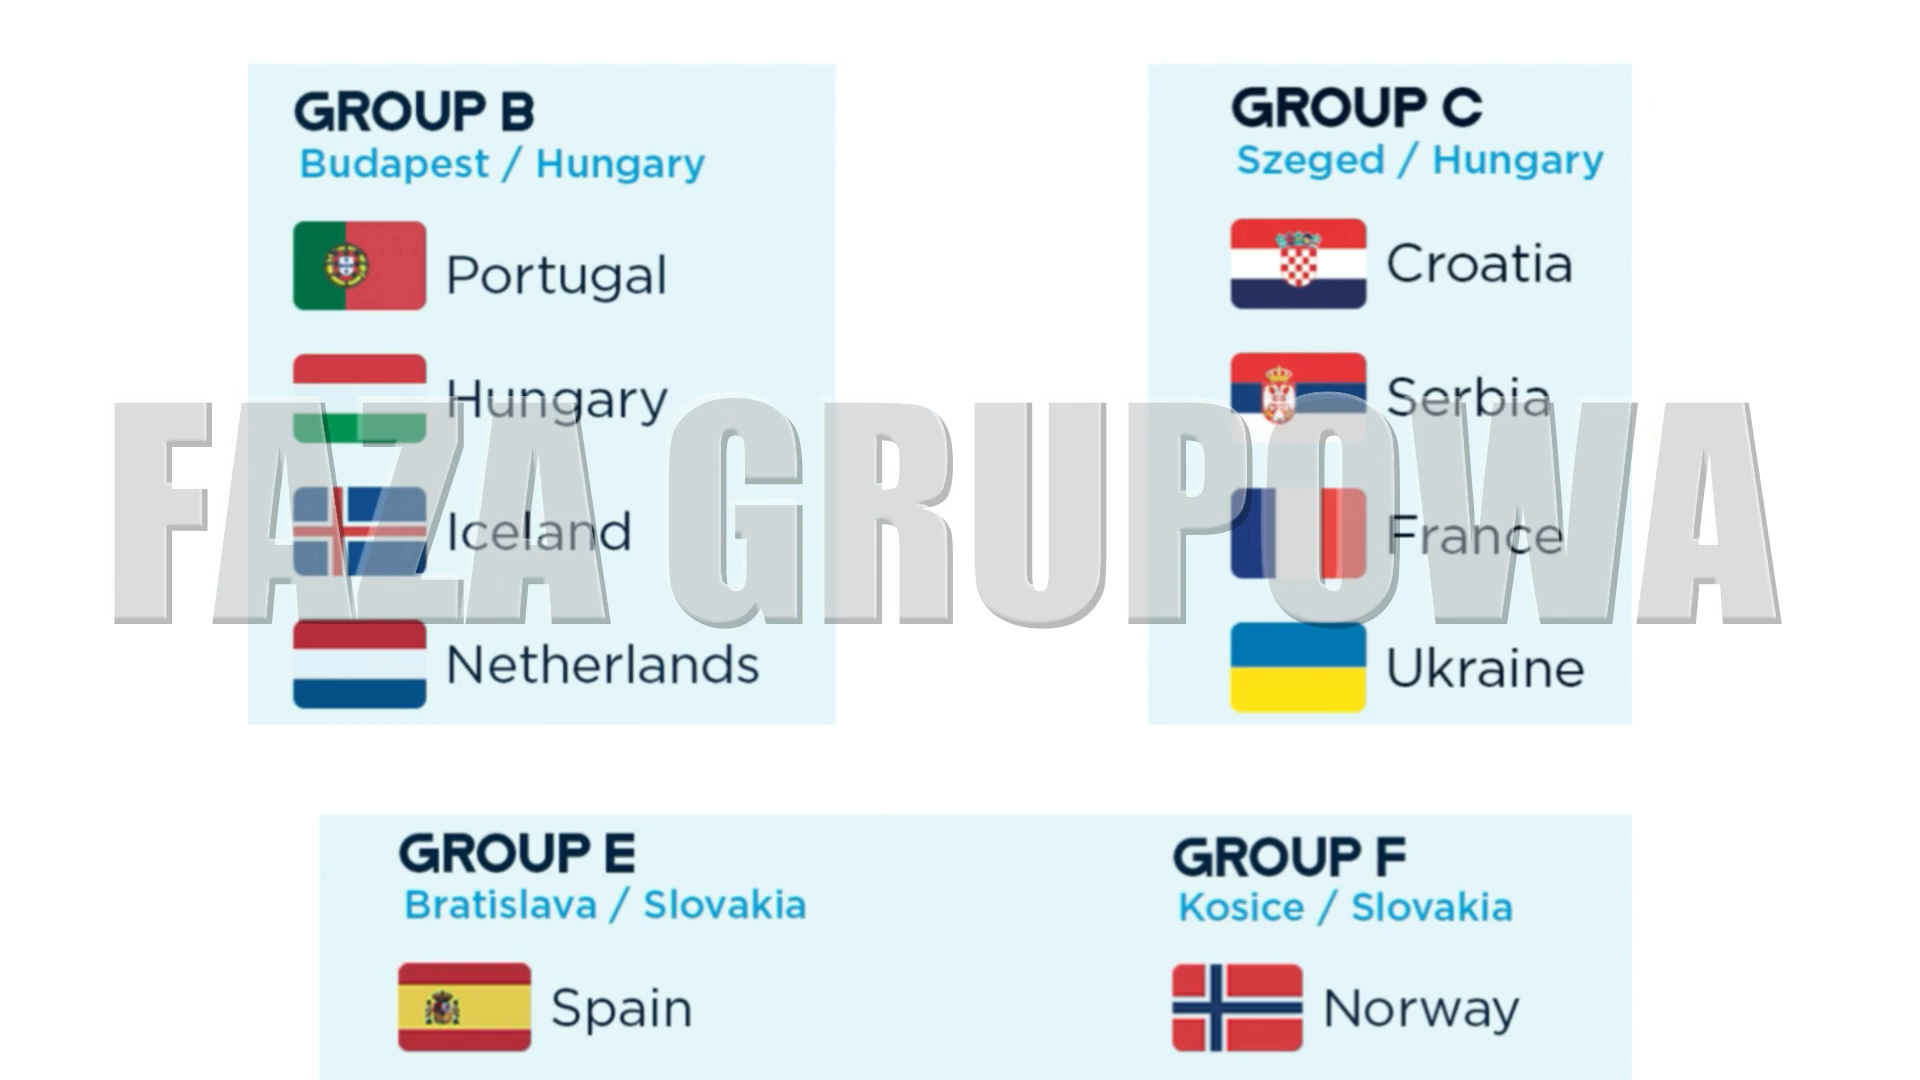 GROUP B
Budapest / Hungary
Portugal
Hungary
Iceland
Netherlands
GROUP C
Szeged / Hungary
Croatia
Serbia
France
Ukraine
FAZA GRUPOWA
GROUP E
Bratislava / Slovakia
Spain
GROUP F
Kosice / Slovakia
Norway